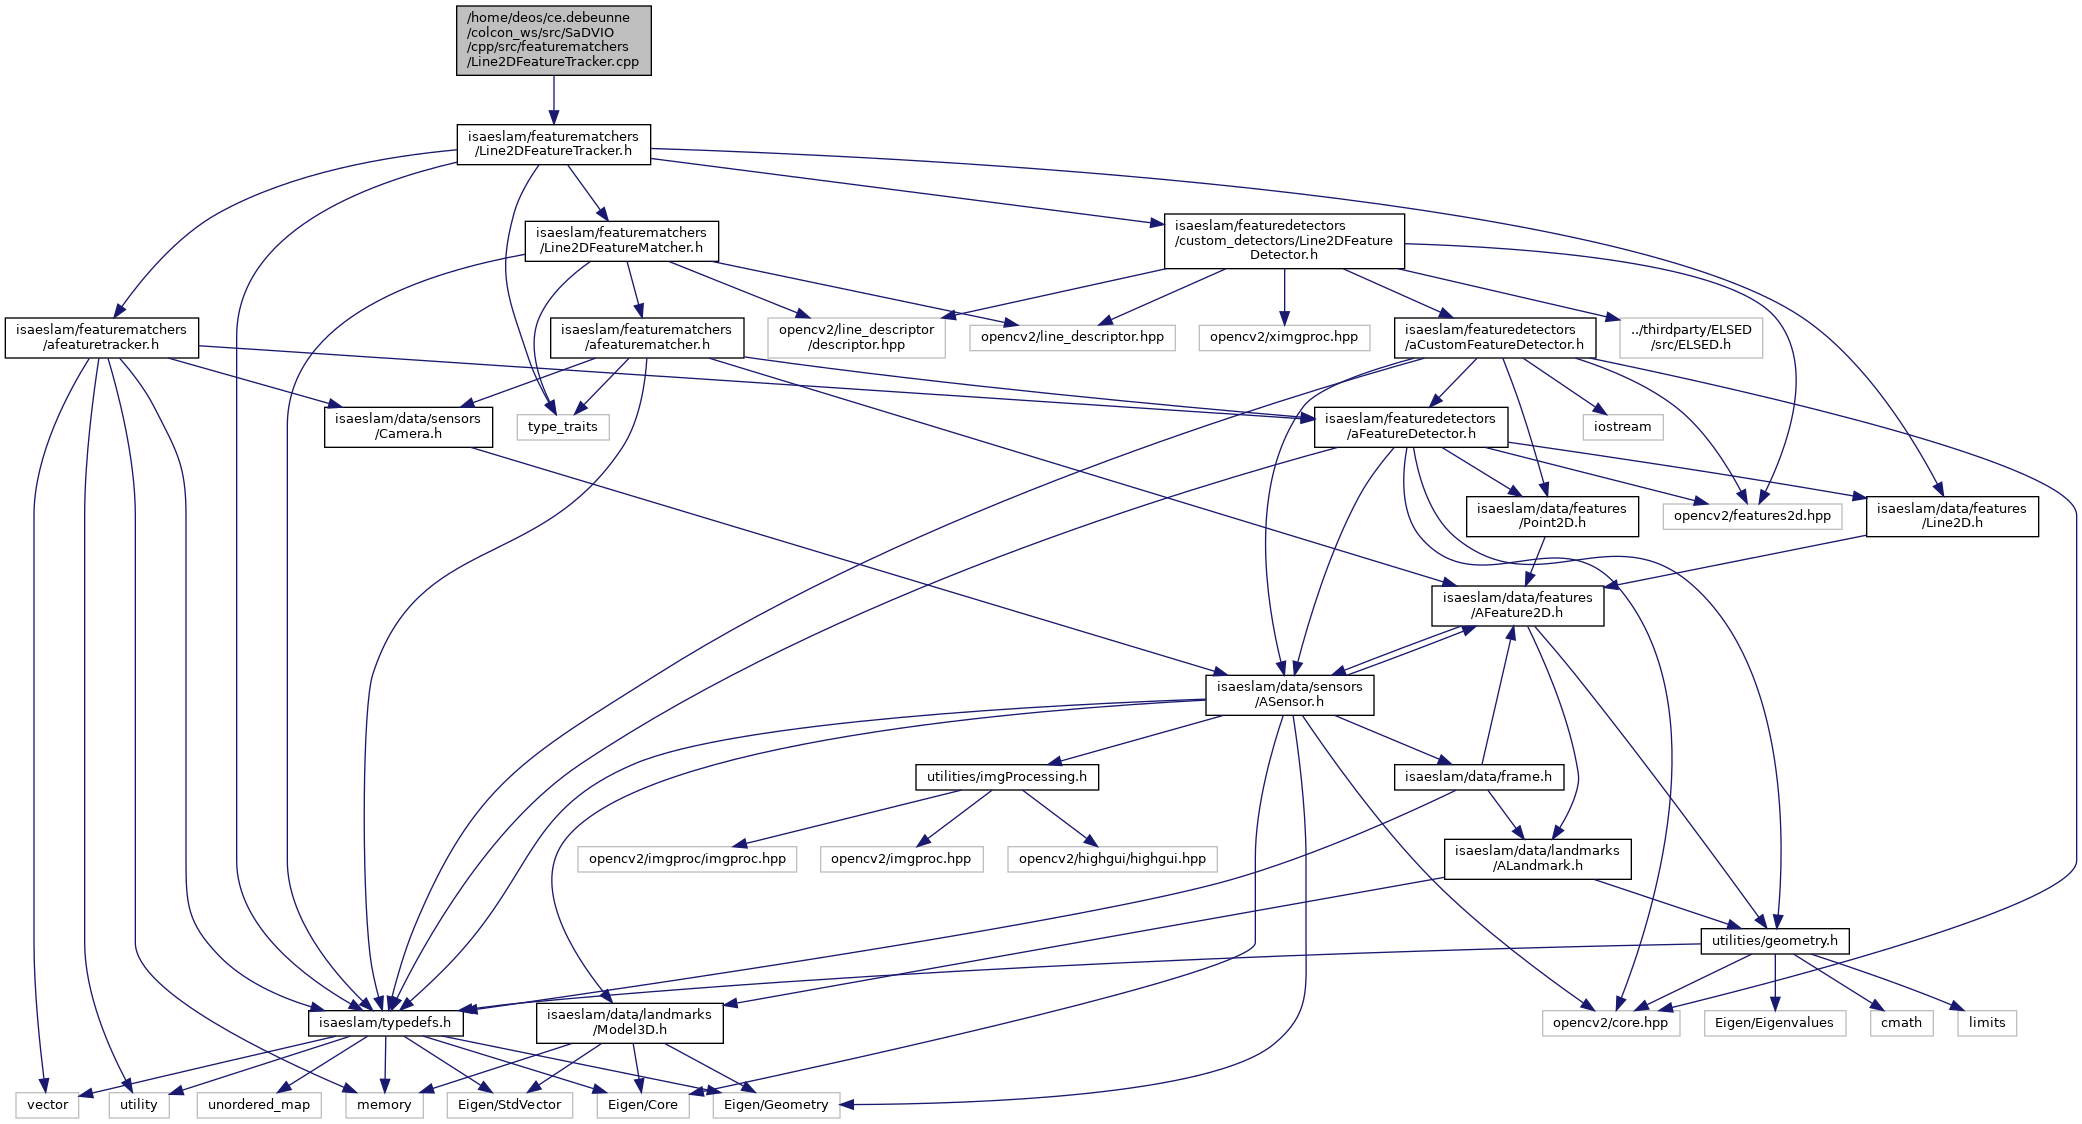 /home/deos/ce.debeunne
/colcon_ws/src/SaDVIO
/cpp/src/featurematchers
/Line2DFeatureTracker.cpp
isaeslam/featurematchers
/Line2DFeatureTracker.h
isaeslam/featurematchers
/Line2DFeatureMatcher.h
isaeslam/featuredetectors
/custom_detectors/Line2DFeature
Detector.h
isaeslam/featurematchers
/afeaturetracker.h
isaeslam/featurematchers
/afeaturematcher.h
opencv2/line_descriptor
/descriptor.hpp
opencv2/line_descriptor.hpp
opencv2/ximgproc.hpp
isaeslam/featuredetectors
/aCustomFeatureDetector.h
../thirdparty/ELSED
/src/ELSED.h
isaeslam/data/sensors
/Camera.h
type_traits
isaeslam/featuredetectors
/aFeatureDetector.h
iostream
isaeslam/data/features
/Point2D.h
opencv2/features2d.hpp
isaeslam/data/features
/Line2D.h
isaeslam/data/features
/AFeature2D.h
isaeslam/data/sensors
/ASensor.h
utilities/imgProcessing.h
isaeslam/data/frame.h
opencv2/imgproc/imgproc.hpp
opencv2/imgproc.hpp
opencv2/highgui/highgui.hpp
isaeslam/data/landmarks
/ALandmark.h
utilities/geometry.h
isaeslam/typedefs.h
isaeslam/data/landmarks
/Model3D.h
opencv2/core.hpp
Eigen/Eigenvalues
cmath
limits
vector
utility
unordered_map
memory
Eigen/StdVector
Eigen/Core
Eigen/Geometry